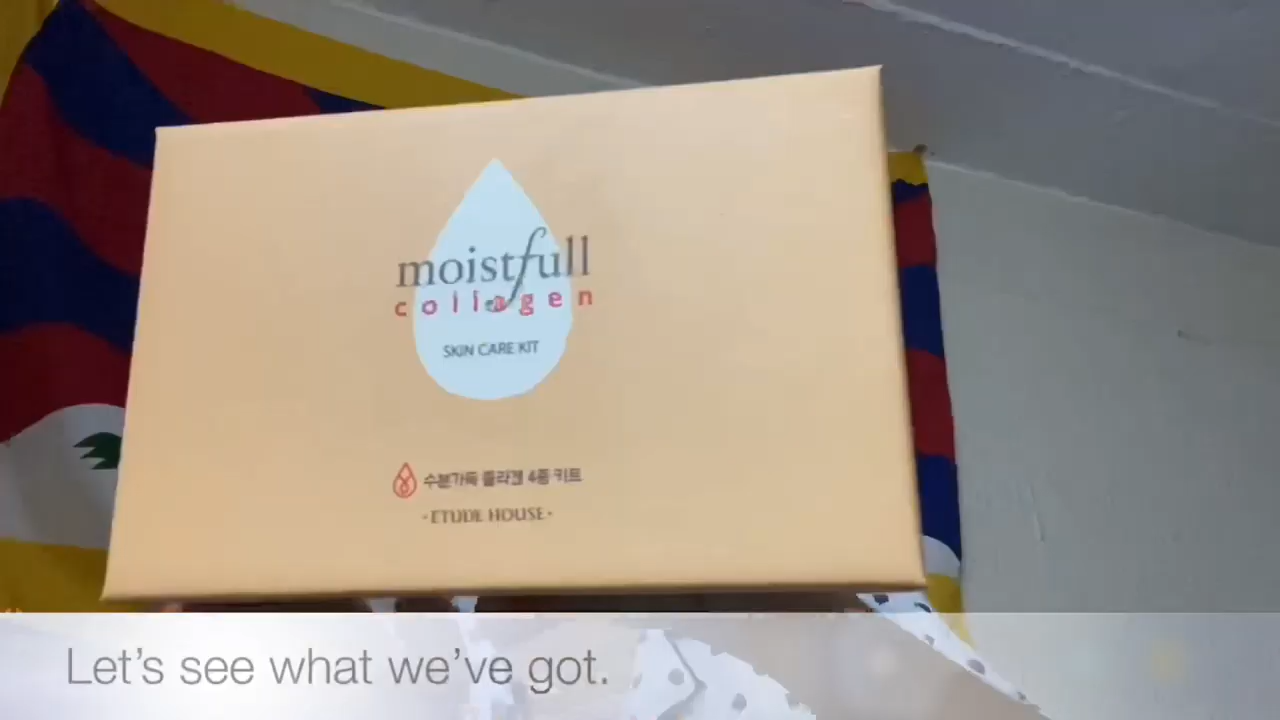 moistfull
collagen
SKIN CARE KIT
수분가득 콜라겐 4종 키트
·ETUDE HOUSE·
Let's see what we've got.